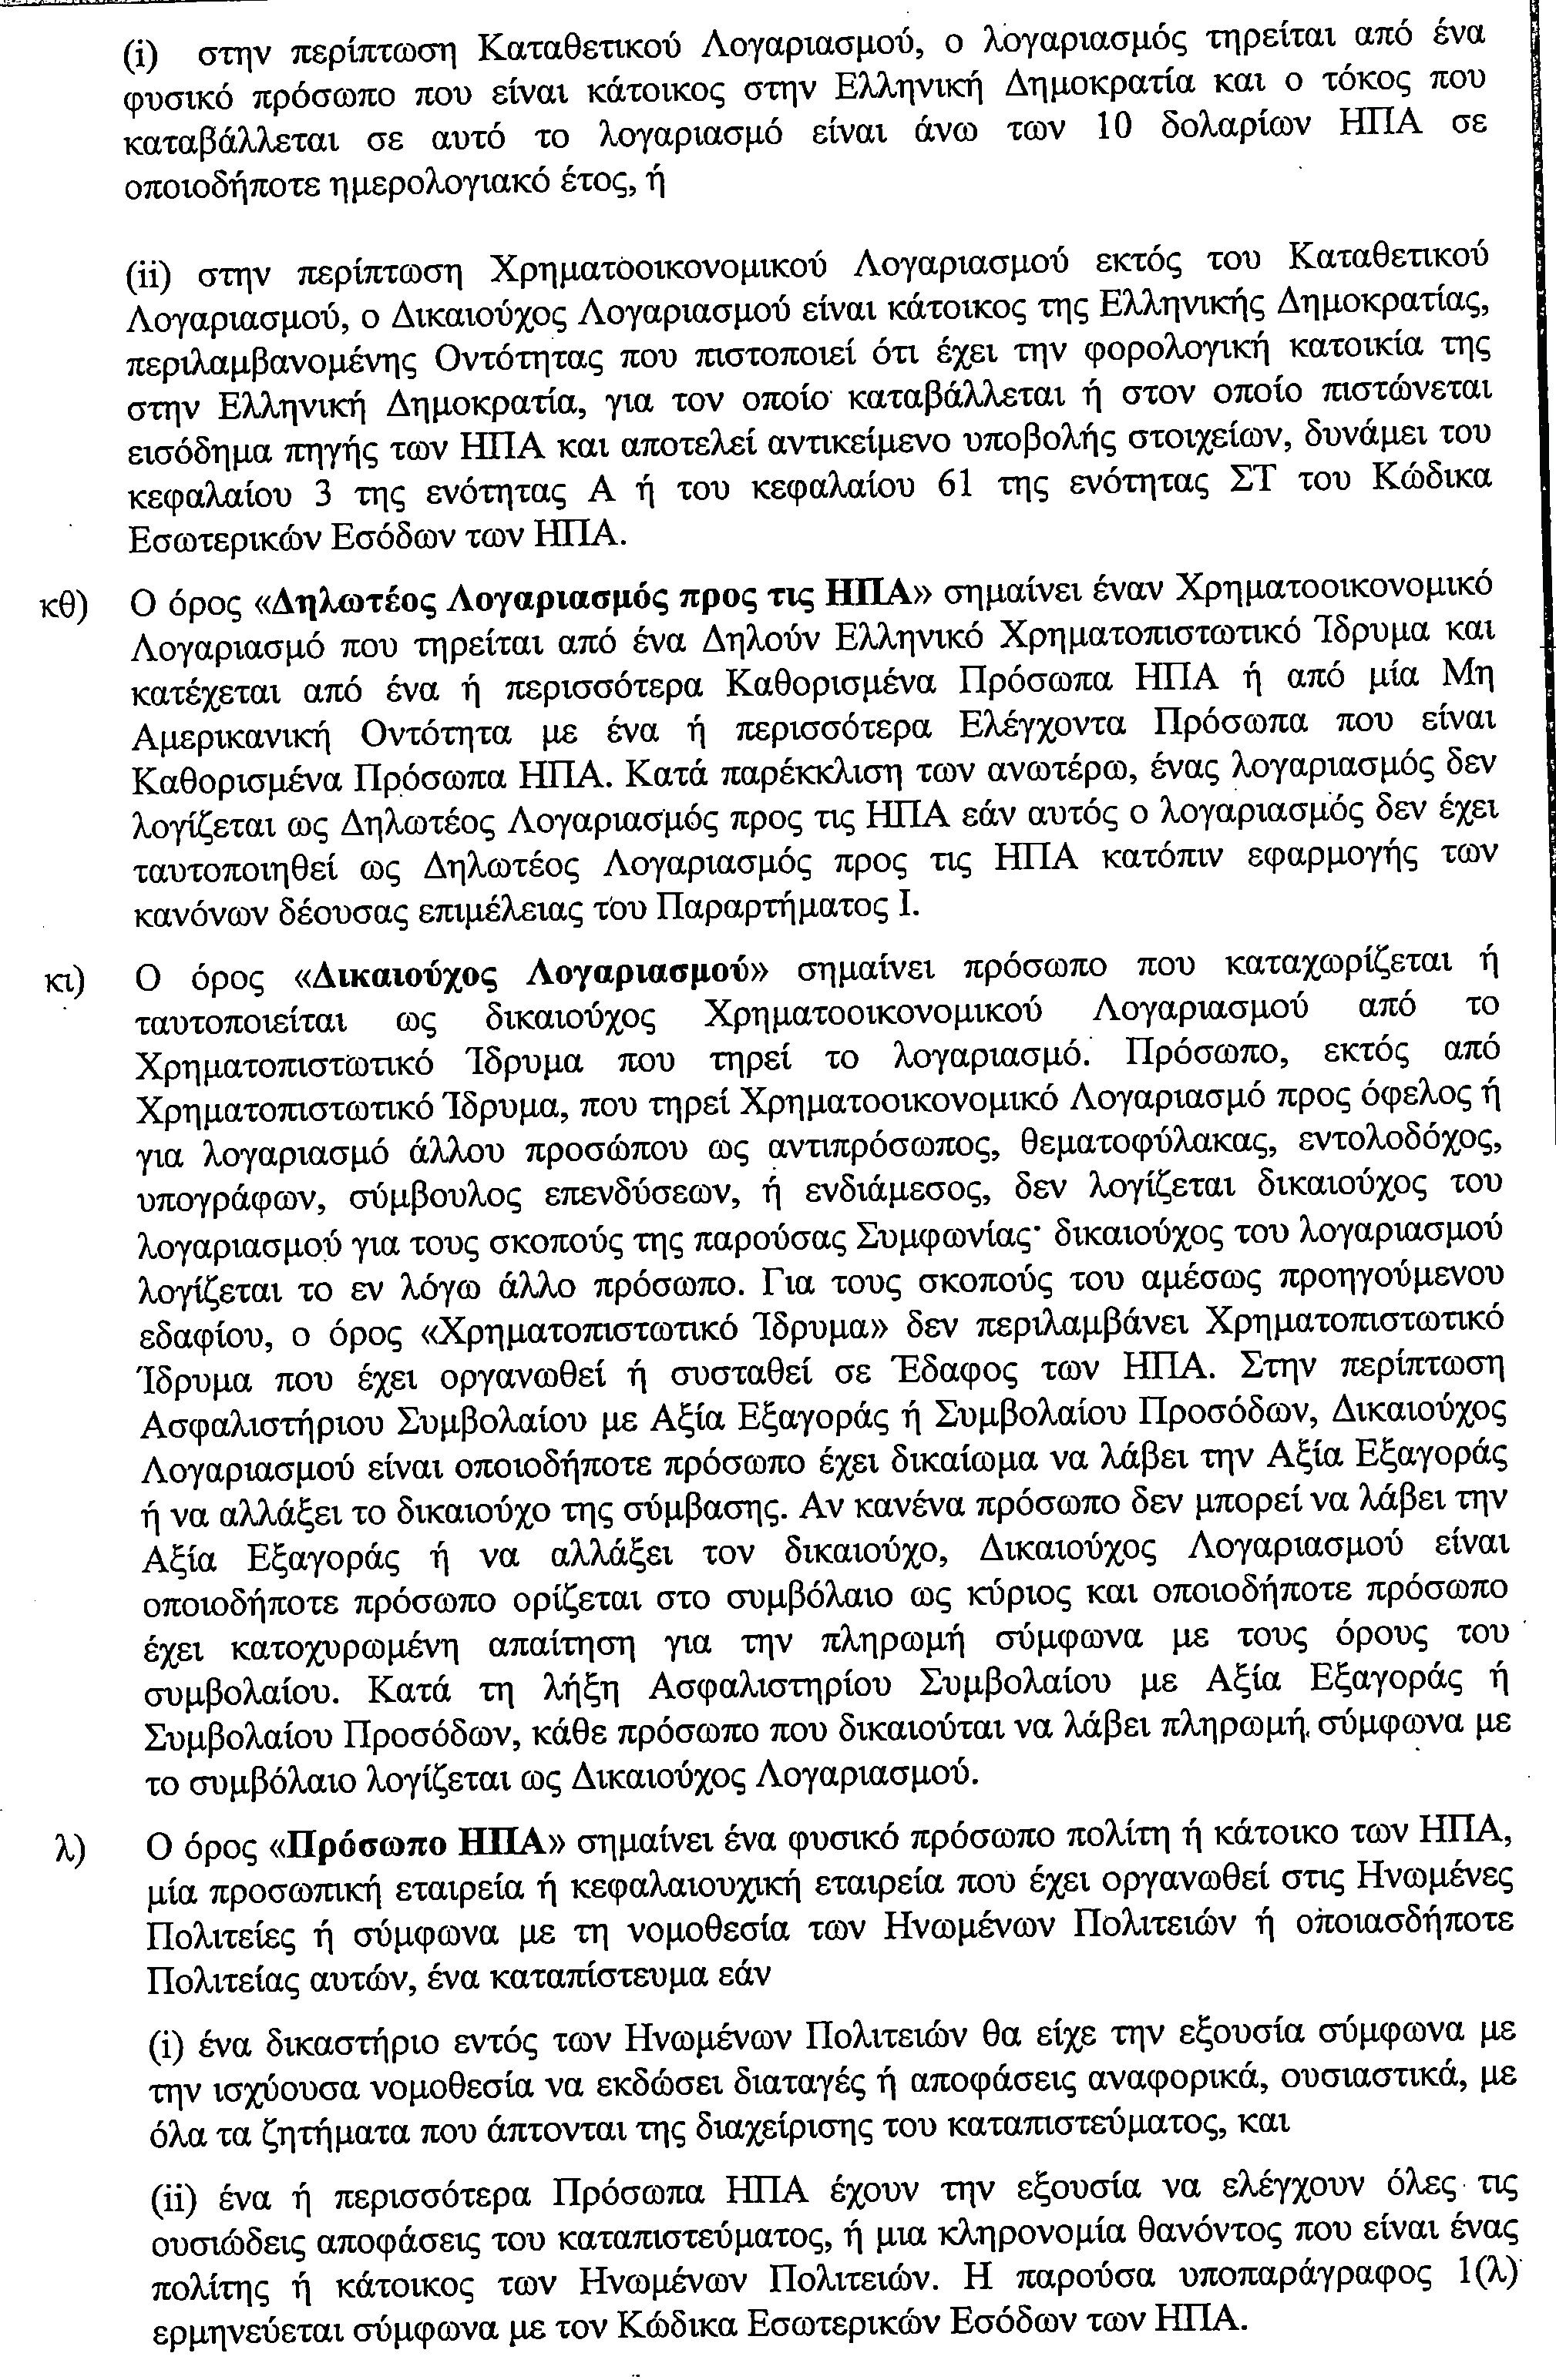 (i) στην περίπτωση Καταθετικού Λογαριασμού, ο λογαριασμός τηρείται από ένα
φυσικό πρόσωπο που είναι κάτοικος στην Ελληνική Δημοκρατία και ο τόκος που
καταβάλλεται σε αυτό το λογαριασμό είναι άνω των 10 δολαρίων ΗΠΑ σε
οποιοδήποτε ημερολογιακό έτος, ή
(ii) στην περίπτωση Χρηματοοικονομικού Λογαριασμού εκτός του Καταθετικού
Λογαριασμού, ο Δικαιούχος Λογαριασμού είναι κάτοικος της Ελληνικής Δημοκρατίας,
περιλαμβανομένης Οντότητας που πιστοποιεί ότι έχει την φορολογική κατοικία της
στην Ελληνική Δημοκρατία, για τον οποίο καταβάλλεται ή στον οποίο πιστώνεται
εισόδημα πηγής των ΗΠΑ και αποτελεί αντικείμενο υποβολής στοιχείων, δυνάμει του
κεφαλαίου 3 της ενότητας Α ή του κεφαλαίου 61 της ενότητας ΣΤ του Κώδικα
Εσωτερικών Εσόδων των ΗΠΑ.
κθ) Ο όρος «Δηλωτέος Λογαριασμός προς τις ΗΠΑ» σημαίνει έναν Χρηματοοικονομικό
Λογαριασμό που τηρείται από ένα Δηλούν Ελληνικό Χρηματοπιστωτικό Ίδρυμα και
κατέχεται από ένα ή περισσότερα Καθορισμένα Πρόσωπα ΗΠΑ ή από μία Μη
Αμερικανική Οντότητα με ένα ή περισσότερα Ελέγχοντα Πρόσωπα που είναι
Καθορισμένα Πρόσωπα ΗΠΑ. Κατά παρέκκλιση των ανωτέρω, ένας λογαριασμός δεν
λογίζεται ως Δηλωτέος Λογαριασμός προς τις ΗΠΑ εάν αυτός ο λογαριασμός δεν έχει
ταυτοποιηθεί ως Δηλωτέος Λογαριασμός προς τις ΗΠΑ κατόπιν εφαρμογής των
κανόνων δέουσας επιμέλειας του Παραρτήματος Ι.
κι) Ο όρος «Δικαιούχος Λογαριασμού» σημαίνει πρόσωπο που καταχωρίζεται ή
ταυτοποιείται ως δικαιούχος Χρηματοοικονομικού Λογαριασμού από το
Χρηματοπιστωτικό Ίδρυμα που τηρεί το λογαριασμό. Πρόσωπο, εκτός από
Χρηματοπιστωτικό Ίδρυμα, που τηρεί Χρηματοοικονομικό Λογαριασμό προς όφελος ή
για λογαριασμό άλλου προσώπου ως αντιπρόσωπος, θεματοφύλακας, εντολοδόχος,
υπογράφων, σύμβουλος επενδύσεων, ή ενδιάμεσος, δεν λογίζεται δικαιούχος του
λογαριασμού για τους σκοπούς της παρούσας Συμφωνίας· δικαιούχος του λογαριασμού
λογίζεται το εν λόγω άλλο πρόσωπο. Για τους σκοπούς του αμέσως προηγούμενου
εδαφίου, ο όρος «Χρηματοπιστωτικό Ίδρυμα» δεν περιλαμβάνει Χρηματοπιστωτικό
Ίδρυμα που έχει οργανωθεί ή συσταθεί σε Έδαφος των ΗΠΑ. Στην περίπτωση
Ασφαλιστήριου Συμβολαίου με Αξία Εξαγοράς ή Συμβολαίου Προσόδων, Δικαιούχος
Λογαριασμού είναι οποιοδήποτε πρόσωπο έχει δικαίωμα να λάβει την Αξία Εξαγοράς
ή να αλλάξει το δικαιούχο της σύμβασης. Αν κανένα πρόσωπο δεν μπορεί να λάβει την
Αξία Εξαγοράς ή να αλλάξει τον δικαιούχο, Δικαιούχος Λογαριασμού είναι
οποιοδήποτε πρόσωπο ορίζεται στο συμβόλαιο ως κύριος και οποιοδήποτε πρόσωπο
έχει κατοχυρωμένη απαίτηση για την πληρωμή σύμφωνα με τους όρους του
συμβολαίου. Κατά τη λήξη Ασφαλιστηρίου Συμβολαίου με Αξία Εξαγοράς ή
Συμβολαίου Προσόδων, κάθε πρόσωπο που δικαιούται να λάβει πληρωμή σύμφωνα με
το συμβόλαιο λογίζεται ως Δικαιούχος Λογαριασμού.
λ) Ο όρος «Πρόσωπο ΗΠΑ» σημαίνει ένα φυσικό πρόσωπο πολίτη ή κάτοικο των ΗΠΑ,
μία προσωπική εταιρεία ή κεφαλαιουχική εταιρεία που έχει οργανωθεί στις Ηνωμένες
Πολιτείες ή σύμφωνα με τη νομοθεσία των Ηνωμένων Πολιτειών ή οποιασδήποτε
Πολιτείας αυτών, ένα καταπίστευμα εάν
(i) ένα δικαστήριο εντός των Ηνωμένων Πολιτειών θα είχε την εξουσία σύμφωνα με
την ισχύουσα νομοθεσία να εκδώσει διαταγές ή αποφάσεις αναφορικά, ουσιαστικά, με
όλα τα ζητήματα που άπτονται της διαχείρισης του καταπιστεύματος, και
(ii) ένα ή περισσότερα Πρόσωπα ΗΠΑ έχουν την εξουσία να ελέγχουν όλες τις
ουσιώδεις αποφάσεις του καταπιστεύματος, ή μια κληρονομία θανόντος που είναι ένας
πολίτης ή κάτοικος των Ηνωμένων Πολιτειών. Η παρούσα υποπαράγραφος 1(λ)
ερμηνεύεται σύμφωνα με τον Κώδικα Εσωτερικών Εσόδων των ΗΠΑ.